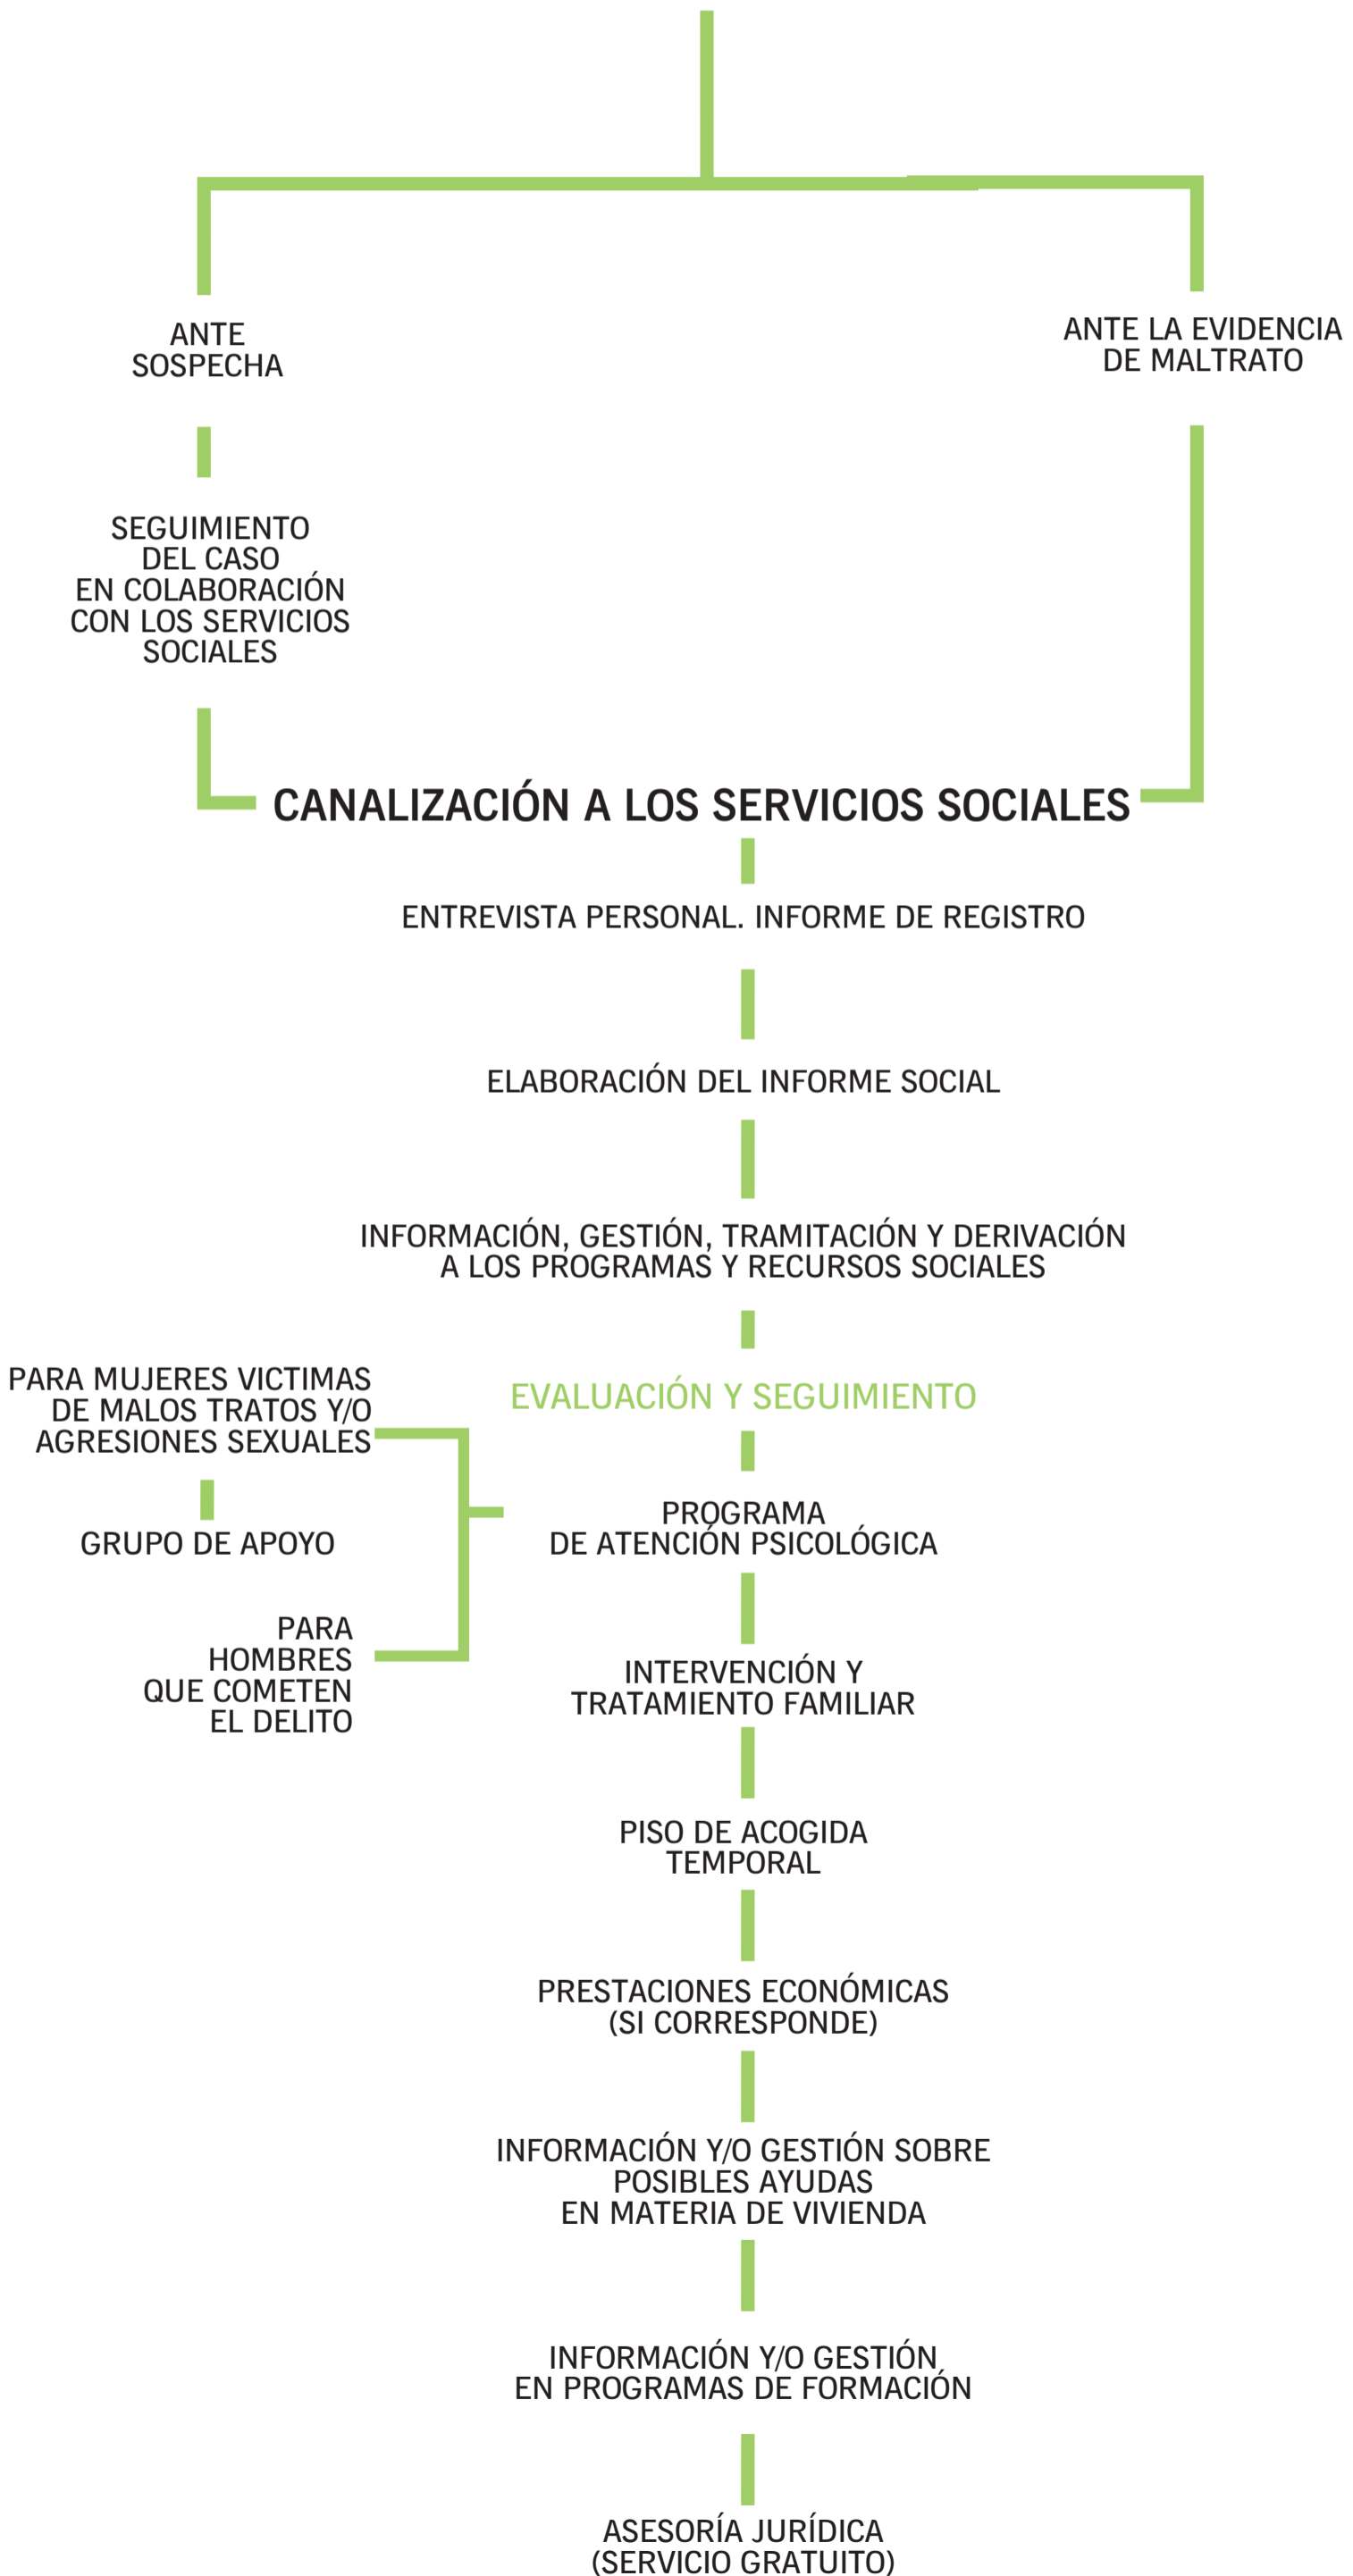 ANTE
SOSPECHA
ANTE LA EVIDENCIA
DE MALTRATO
SEGUIMIENTO
DEL CASO
EN COLABORACIÓN
CON LOS SERVICIOS
SOCIALES
CANALIZACIÓN A LOS SERVICIOS SOCIALES
ENTREVISTA PERSONAL. INFORME DE REGISTRO
ELABORACIÓN DEL INFORME SOCIAL
INFORMACIÓN, GESTIÓN, TRAMITACIÓN Y DERIVACIÓN
A LOS PROGRAMAS Y RECURSOS SOCIALES
EVALUACIÓN Y SEGUIMIENTO
PARA MUJERES VICTIMAS
DE MALOS TRATOS Y/O
AGRESIONES SEXUALES
GRUPO DE APOYO
PARA
HOMBRES
QUE COMETEN
EL DELITO
PROGRAMA
DE ATENCIÓN PSICOLÓGICA
INTERVENCIÓN Y
TRATAMIENTO FAMILIAR
PISO DE ACOGIDA
TEMPORAL
PRESTACIONES ECONÓMICAS
(SI CORRESPONDE)
INFORMACIÓN Y/O GESTIÓN SOBRE
POSIBLES AYUDAS
EN MATERIA DE VIVIENDA
INFORMACIÓN Y/O GESTIÓN
EN PROGRAMAS DE FORMACIÓN
ASESORÍA JURÍDICA
(SERVICIO GRATUITO)